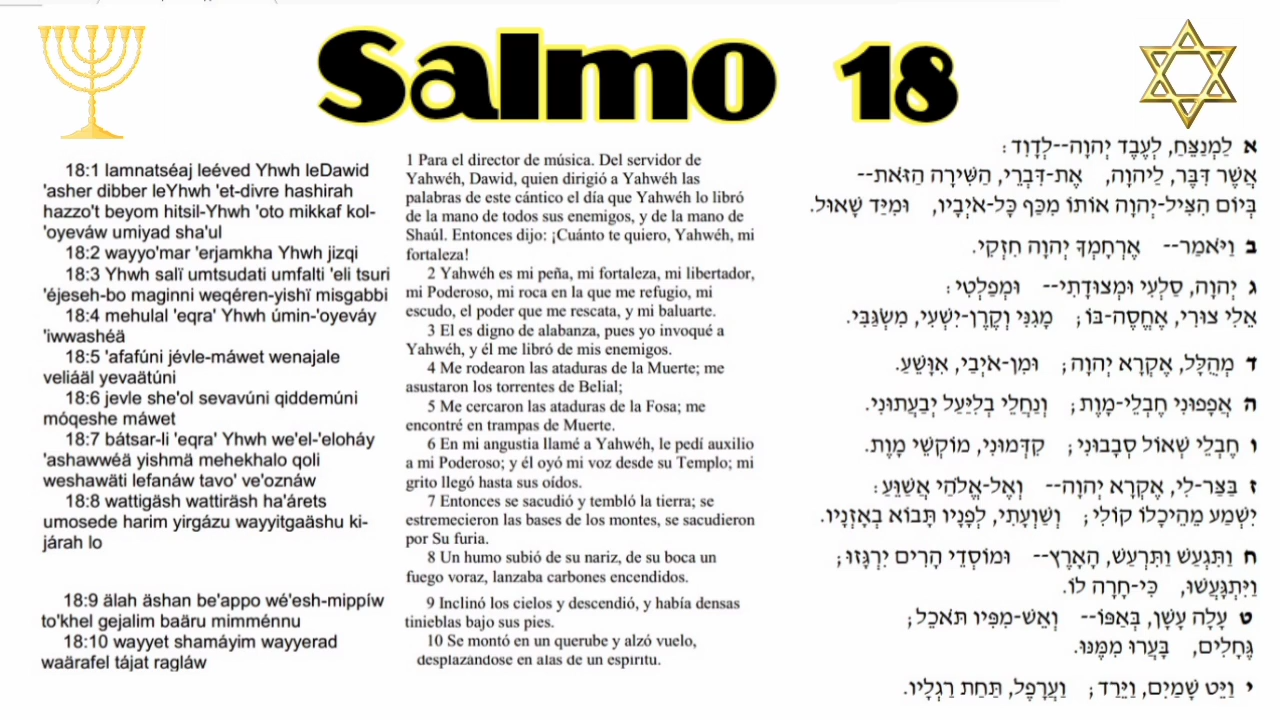 Salmo 18
18:1 lamnatséaj leéved Yhwh leDawid
'asher dibber leYhwh 'et-divre hashirah
hazzo't beyom hitsil-Yhwh 'oto mikkaf kol-
'oyeváw umiyad sha'ul
18:2 wayyo'mar 'erjamkha Yhwh jizqi
18:3 Yhwh salï umtsudati umfalti 'eli tsuri
'éjeseh-bo maginni weqéren-yishï misgabbi
18:4 mehulal 'eqra' Yhwh úmin-'oyeváy
'iwwashéä
18:5 'afafúni jévle-máwet wenajale
veliáäl yevaätúni
18:6 jevle she'ol sevavúni qiddemúni
móqeshe máwet
18:7 bátsar-li 'eqra' Yhwh we'el-'eloháy
'ashawwéä yishmä mehekhalo qoli
weshawäti lefanáw tavo' ve'oznáw
18:8 wattigäsh wattiräsh ha'árets
umosede harim yirgázu wayyitgaäshu ki-
járah lo
18:9 älah äshan be'appo wé'esh-mippíw
to'khel gejalim baäru mimménnu
18:10 wayyet shamáyim wayyerad
waärafel tájat ragláw
1 Para el director de música. Del servidor de
Yahwéh, Dawid, quien dirigió a Yahwéh las
palabras de este cántico el día que Yahwéh lo libró
de la mano de todos sus enemigos, y de la mano de
Shaúl. Entonces dijo: ¡Cuánto te quiero, Yahwéh, mi
fortaleza!
2 Yahwéh es mi peña, mi fortaleza, mi libertador,
mi Poderoso, mi roca en la que me refugio, mi
escudo, el poder que me rescata, y mi baluarte.
3 El es digno de alabanza, pues yo invoqué a
Yahwéh, y él me libró de mis enemigos.
4 Me rodearon las ataduras de la Muerte; me
asustaron los torrentes de Belial;
5 Me cercaron las ataduras de la Fosa; me
encontré en trampas de Muerte.
6 En mi angustia llamé a Yahwéh, le pedí auxilio
a mi Poderoso; y él oyó mi voz desde su Templo; mi
grito llegó hasta sus oídos.
7 Entonces se sacudió y tembló la tierra; se
estremecieron las bases de los montes, se sacudieron
por Su furia.
8 Un humo subió de su nariz, de su boca un
fuego voraz, lanzaba carbones encendidos.
9 Inclinó los cielos y descendió, y había densas
tinieblas bajo sus pies.
10 Se montó en un querube y alzó vuelo,
desplazándose en alas de un espíritu.
א לַמְנַצֵּחַ, לְעֶבֶד יְהוָה--לְדָוִד:
אֲשֶׁר דִּבֶּר, לַיהוָה, אֶת-דִּבְרֵי, הַשִּׁירָה הַזֹּאת--
בְּיוֹם הִצִּיל-יְהוָה אוֹתוֹ מִכַּף כָּל-אֹיְבָיו, וּמִיַּד שָׁאוּל.
ב וַיֹּאמַר-- אֶרְחָמְךָ יְהוָה חִזְקִי.
ג יְהוָה, סַלְעִי וּמְצוּדָתִי-- וּמְפַלְטִי:
אֵלִי צוּרִי, אֶחֱסֶה-בּוֹ; מָגִנִּי וְקֶרֶן-יִשְׁעִי, מִשְׂגַּבִּי.
ד מְהֻלָּל, אֶקְרָא יְהוָה; וּמִן-אֹיְבַי, אִוָּשֵׁעַ.
ה אֲפָפוּנִי חֶבְלֵי-מָוֶת; וְנַחֲלֵי בְלִיַּעַל יְבַעֲתוּנִי.
ו חֶבְלֵי שְׁאוֹל סְבָבוּנִי; קִדְּמוּנִי, מוֹקְשֵׁי מָוֶת.
ז בַּצַּר-לִי, אֶקְרָא יְהוָה-- וְאֶל-אֱלֹהַי אֲשַׁוֵּעַ:
יִשְׁמַע מֵהֵיכָלוֹ קוֹלִי; וְשַׁוְעָתִי, לְפָנָיו תָּבוֹא בְאָזְנָיו.
ח וַתִּגְעַשׁ וַתִּרְעַשׁ, הָאָרֶץ-- וּמוֹסְדֵי הָרִים יִרְגָּזוּ;
וַיִּתְגָּעֲשׁוּ, כִּי-חָרָה לוֹ.
ט עָלָה עָשָׁן, בְּאַפּוֹ-- וְאֵשׁ-מִפִּיו תֹּאכֵל;
גֶּחָלִים, בָּעֲרוּ מִמֶּנּוּ.
י וַיֵּט שָׁמַיִם, וַיֵּרַד; וַעֲרָפֶל, תַּחַת רַגְלָיו.